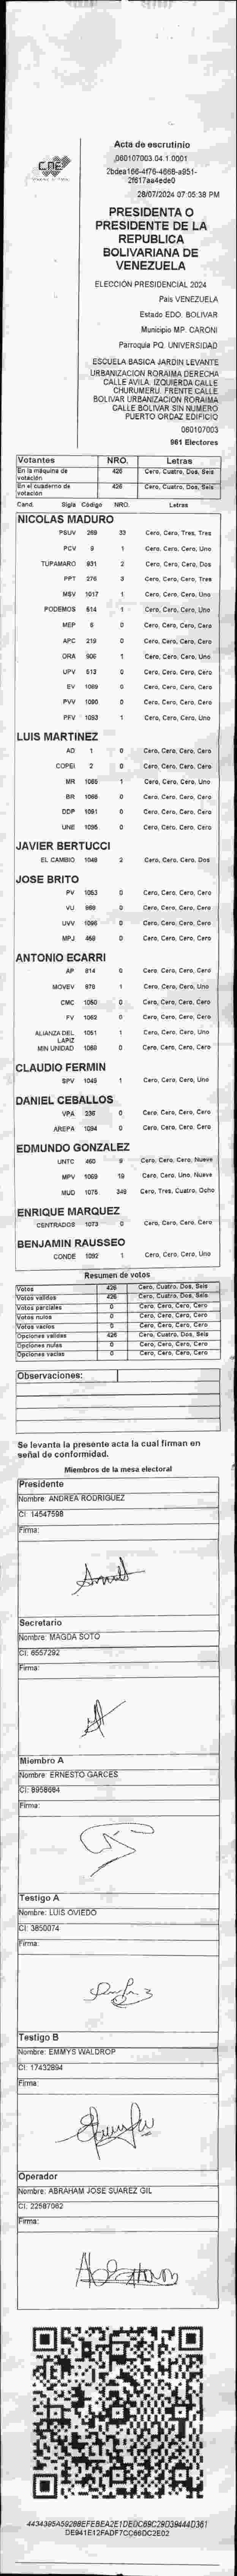 CNE
Acta de escrutinio
080107003.04.1.0001
2bdea166-4f76-4668-a951-
2f617aa4ede0
28/07/2024 07:05:38 PM
PRESIDENTA O
PRESIDENTE DE LA
REPUBLICA
BOLIVARIANA DE
VENEZUELA
ELECCIÓN PRESIDENCIAL 2024
País VENEZUELA
Estado EDO. BOLIVAR
Municipio MP. CARONI
Parroquia PQ. UNIVERSIDAD
ESCUELA BASICA JARDIN LEVANTE
URBANIZACION RORAIMA DERECHA
CALLE AVILA. IZQUIERDA CALLE
CHURUMERU. FRENTE CALLE
BOLIVAR URBANIZACION RORAIMA
CALLE BOLIVAR SIN NUMERO
PUERTO ORDAZ EDIFICIO
080107003
961 Electores
Votantes NRO. Letras
En la máquina de votación 426 Cero, Cuatro, Dos, Seis
En el cuaderno de votación 426 Cero, Cuatro, Dos, Seis
Cand. Sigla Código NRO. Letras
NICOLAS MADURO
PSUV 269 33 Cero, Cero, Tres, Tres
PCV 9 1 Cero, Cero, Cero, Uno
TUPAMARO 931 2 Cero, Cero, Cero, Dos
PPT 276 3 Cero, Cero, Cero, Tres
MSV 1017 1 Cero, Cero, Cero, Uno
PODEMOS 514 1 Cero, Cero, Cero, Uno
MEP 6 0 Cero, Cero, Cero, Cero
APC 219 0 Cero, Cero, Cero, Cero
ORA 906 1 Cero, Cero, Cero, Uno
UPV 513 0 Cero, Cero, Cero, Cero
EV 1069 0 Cero, Cero, Cero, Cero
PVV 1090 0 Cero, Cero, Cero, Cero
PFV 1093 1 Cero, Cero, Cero, Uno
LUIS MARTINEZ
AD 1 0 Cero, Cero, Cero, Cero
COPEI 2 0 Cero, Cero, Cero, Cero
MR 1065 1 Cero, Cero, Cero, Uno
BR 1066 0 Cero, Cero, Cero, Cero
DDP 1091 0 Cero, Cero, Cero, Cero
UNE 1095 0 Cero, Cero, Cero, Cero
JAVIER BERTUCCI
EL CAMBIO 1048 2 Cero, Cero, Cero, Dos
JOSE BRITO
PV 1053 0 Cero, Cero, Cero, Cero
VU 969 0 Cero, Cero, Cero, Cero
UVV 1096 0 Cero, Cero, Cero, Cero
MPJ 458 0 Cero, Cero, Cero, Cero
ANTONIO ECARRI
AP 814 0 Cero, Cero, Cero, Cero
MOVEV 970 1 Cero, Cero, Cero, Uno
CMC 1050 0 Cero, Cero, Cero, Cero
FV 1062 0 Cero, Cero, Cero, Cero
ALIANZA DEL LAPIZ 1051 1 Cero, Cero, Cero, Uno
MIN UNIDAD 1068 0 Cero, Cero, Cero, Cero
CLAUDIO FERMIN
SPV 1049 1 Cero, Cero, Cero, Uno
DANIEL CEBALLOS
VPA 236 0 Cero, Cero, Cero, Cero
AREPA 1094 0 Cero, Cero, Cero, Cero
EDMUNDO GONZALEZ
UNTC 460 9 Cero, Cero, Cero, Nueve
MPV 1069 19 Cero, Cero, Uno, Nueve
MUD 1075 348 Cero, Tres, Cuatro, Ocho
ENRIQUE MARQUEZ
CENTRADOS 1073 0 Cero, Cero, Cero, Cero
BENJAMIN RAUSSEO
CONDE 1092 1 Cero, Cero, Cero, Uno
Resumen de votos
Votos 426 Cero, Cuatro, Dos, Seis
Votos validos 426 Cero, Cuatro, Dos, Seis
Votos parciales 0 Cero, Cero, Cero, Cero
Votos nulos 0 Cero, Cero, Cero, Cero
Votos vacios 0 Cero, Cero, Cero, Cero
Opciones validas 426 Cero, Cuatro, Dos, Seis
Opciones nulas 0 Cero, Cero, Cero, Cero
Opciones vacias 0 Cero, Cero, Cero, Cero
Observaciones:
Se levanta la presente acta la cual firman en
señal de conformidad.
Miembros de la mesa electoral
Presidente
Nombre: ANDREA RODRIGUEZ
CI: 14547598
Firma:
Secretario
Nombre: MAGDA SOTO
CI: 6557292
Firma:
Miembro A
Nombre: ERNESTO GARCES
CI: 8958684
Firma:
Testigo A
Nombre: LUIS OVIEDO
CI: 3850074
Firma:
Testigo B
Nombre: EMMYS WALDROP
CI: 17432894
Firma:
Operador
Nombre: ABRAHAM JOSE SUAREZ GIL
CI: 22587062
Firma:
4434395A59288EFEBEA2E1DE0C69C29D39444D361
DE941E12FADF7CC66DC2E02